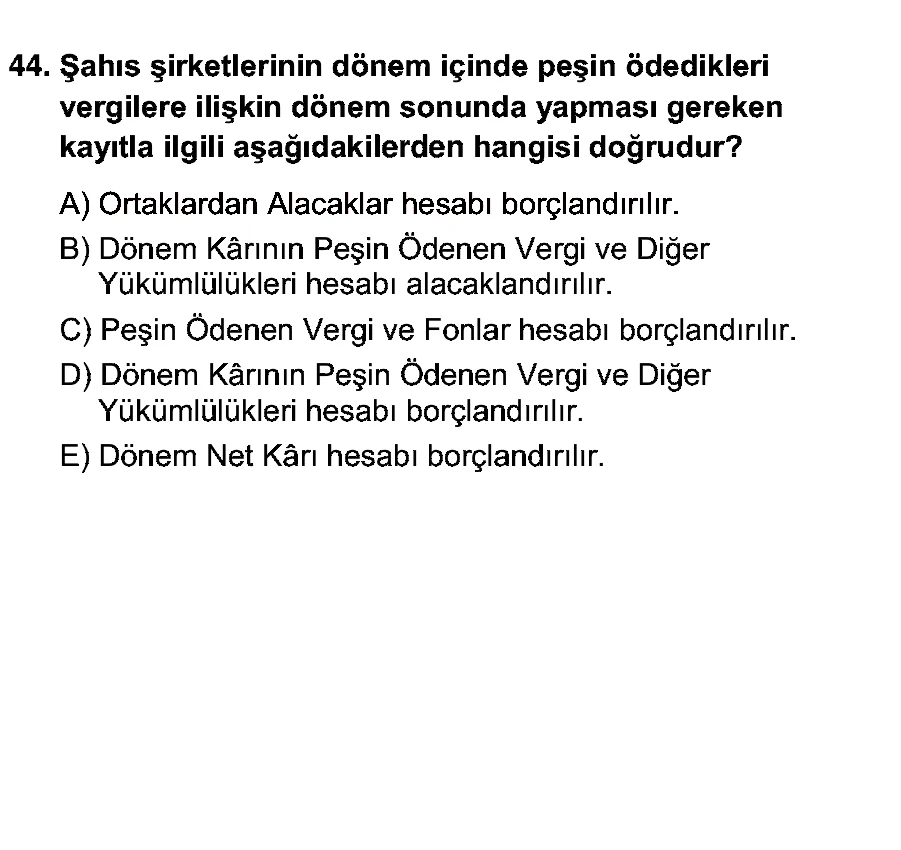 44. Şahıs şirketlerinin dönem içinde peşin ödedikleri
vergilere ilişkin dönem sonunda yapması gereken
kayıtla ilgili aşağıdakilerden hangisi doğrudur?
A) Ortaklardan Alacaklar hesabı borçlandırılır.
B) Dönem Kârının Peşin Ödenen Vergi ve Diğer
Yükümlülükleri hesabı alacaklandırılır.
C) Peşin Ödenen Vergi ve Fonlar hesabı borçlandırılır.
D) Dönem Kârının Peşin Ödenen Vergi ve Diğer
Yükümlülükleri hesabı borçlandırılır.
E) Dönem Net Kârı hesabı borçlandırılır.